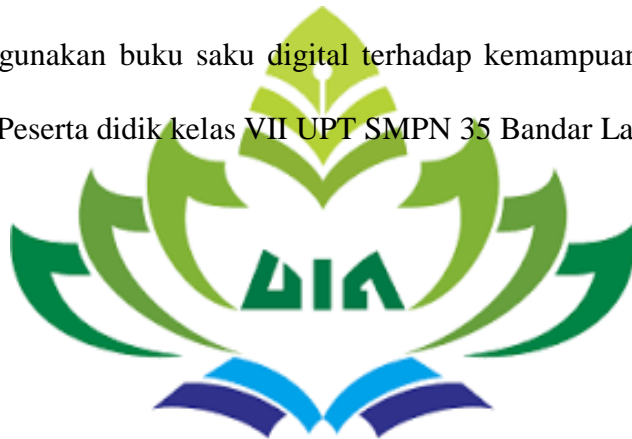 gunakan buku saku digital terhadap kemampuan
Peserta didik kelas VII UPT SMPN 35 Bandar La
UIN